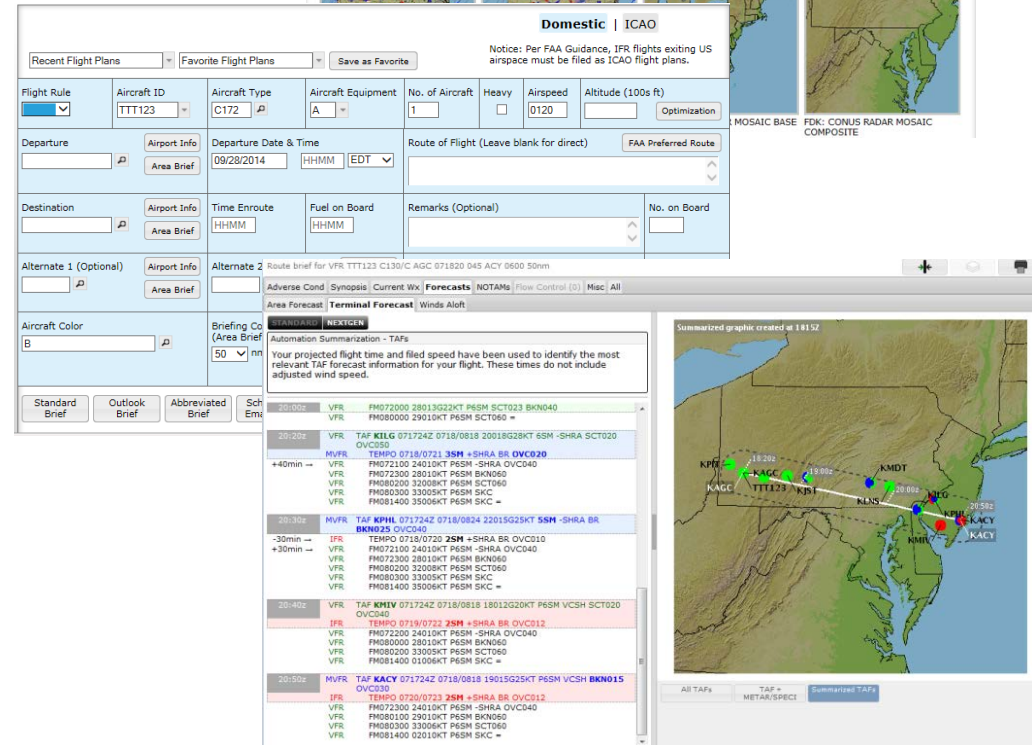 Domestic | ICAO
Notice: Per FAA Guidance, IFR flights exiting US
airspace must be filed as ICAO flight plans.
Recent Flight Plans
Favorite Flight Plans
Save as Favorite
Flight Rule
Aircraft ID
Aircraft Type
Aircraft Equipment
No. of Aircraft
Heavy
Airspeed
Altitude (100s ft)
TTT123
C172
A
1
0120
Optimization
MOSAIC BASE
FDK: CONUS RADAR MOSAIC
COMPOSITE
Departure
Airport Info
Area Brief
Departure Date & Time
09/28/2014
HHMM
EDT
Route of Flight (Leave blank for direct)
FAA Preferred Route
Destination
Airport Info
Area Brief
Time Enroute
HHMM
Fuel on Board
HHMM
Remarks (Optional)
No. on Board
Alternate 1 (Optional)
Airport Info
Area Brief
Alternate 2
Aircraft Color
B
Briefing Co
(Area Brief
50 nm
Standard
Brief
Outlook
Brief
Abbreviated
Brief
Sch
Ema
Route brief for VFR TTT123 C130/C AGC 071820 045 ACY 0600 50nm
Adverse Cond Synopsis Current Wx Forecasts NOTAMs Flow Control (0) Misc All
Area Forecast Terminal Forecast Winds Aloft
STANDARD NEXTGEN
Automation Summarization - TAFs
Your projected flight time and filed speed have been used to identify the most
relevant TAF forecast information for your flight. These times do not include
adjusted wind speed.
20:00z VFR FM072000 28013G22KT P6SM SCT023 BKN040
VFR FM080000 29010KT P6SM SCT060 =
20:20z VFR TAF KILG 071724Z 0718/0818 20018G28KT 6SM -SHRA SCT020
OVC050
MVFR TEMPO 0718/0721 3SM +SHRA BR OVC020
+40min → VFR FM072100 24010KT P6SM -SHRA OVC040
VFR FM072300 28010KT P6SM BKN060
VFR FM080200 32008KT P6SM SCT060
VFR FM080300 33005KT P6SM SKC
VFR FM081400 35006KT P6SM SKC =
20:30z MVFR TAF KPHL 071724Z 0718/0824 22015G25KT 5SM -SHRA BR
BKN025 OVC040
-30min → IFR TEMPO 0718/0720 2SM +SHRA BR OVC010
+30min → VFR FM072100 24010KT P6SM -SHRA OVC040
VFR FM072300 28010KT P6SM BKN060
VFR FM080200 32008KT P6SM SCT060
VFR FM080300 33005KT P6SM SKC
VFR FM081400 35006KT P6SM SKC =
20:40z VFR TAF KMIV 071724Z 0718/0818 18012G20KT P6SM VCSH SCT020
OVC040
IFR TEMPO 0719/0722 2SM +SHRA BR OVC012
VFR FM072200 24010KT P6SM -SHRA OVC040
VFR FM080000 28010KT P6SM BKN060
VFR FM080200 33005KT P6SM SCT060
VFR FM081400 01006KT P6SM SKC =
20:50z MVFR TAF KACY 071724Z 0718/0818 19015G25KT P6SM VCSH BKN015
OVC030
IFR TEMPO 0720/0723 2SM +SHRA BR OVC012
VFR FM072300 24010KT P6SM -SHRA OVC040
VFR FM080100 29010KT P6SM BKN060
VFR FM080300 33006KT P6SM SCT060
VFR FM081400 02010KT P6SM SKC =
Summarized graphic created at 1815Z
18:20z
KPIT
KAGC
KAGC
TTT123
19:00z
KJST
KMDT
20:00z
KLNS
KILG
20:50z
KPHL
KACY
KMIV
KACY
All TAFs
TAF +
METAR/SPECI
Summarized TAFs